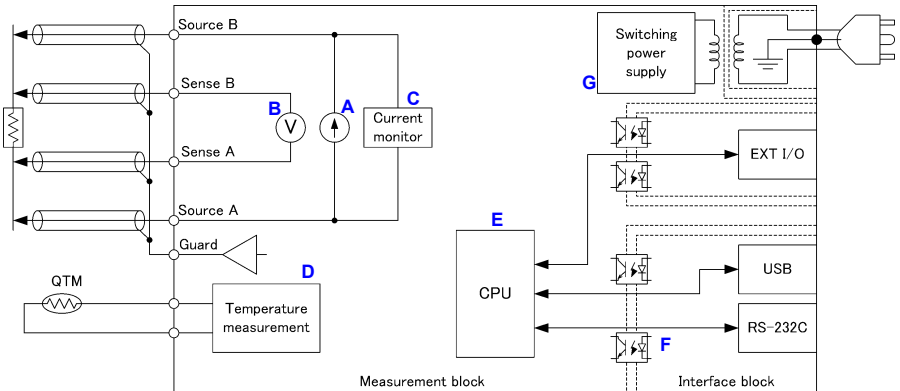 Source B
Switching
power
supply
G
Sense B
B
V
A
C
Current
monitor
EXT I/O
Sense A
Source A
E
Guard
D
QTM
Temperature
measurement
CPU
USB
RS-232C
F
Measurement block
Interface block